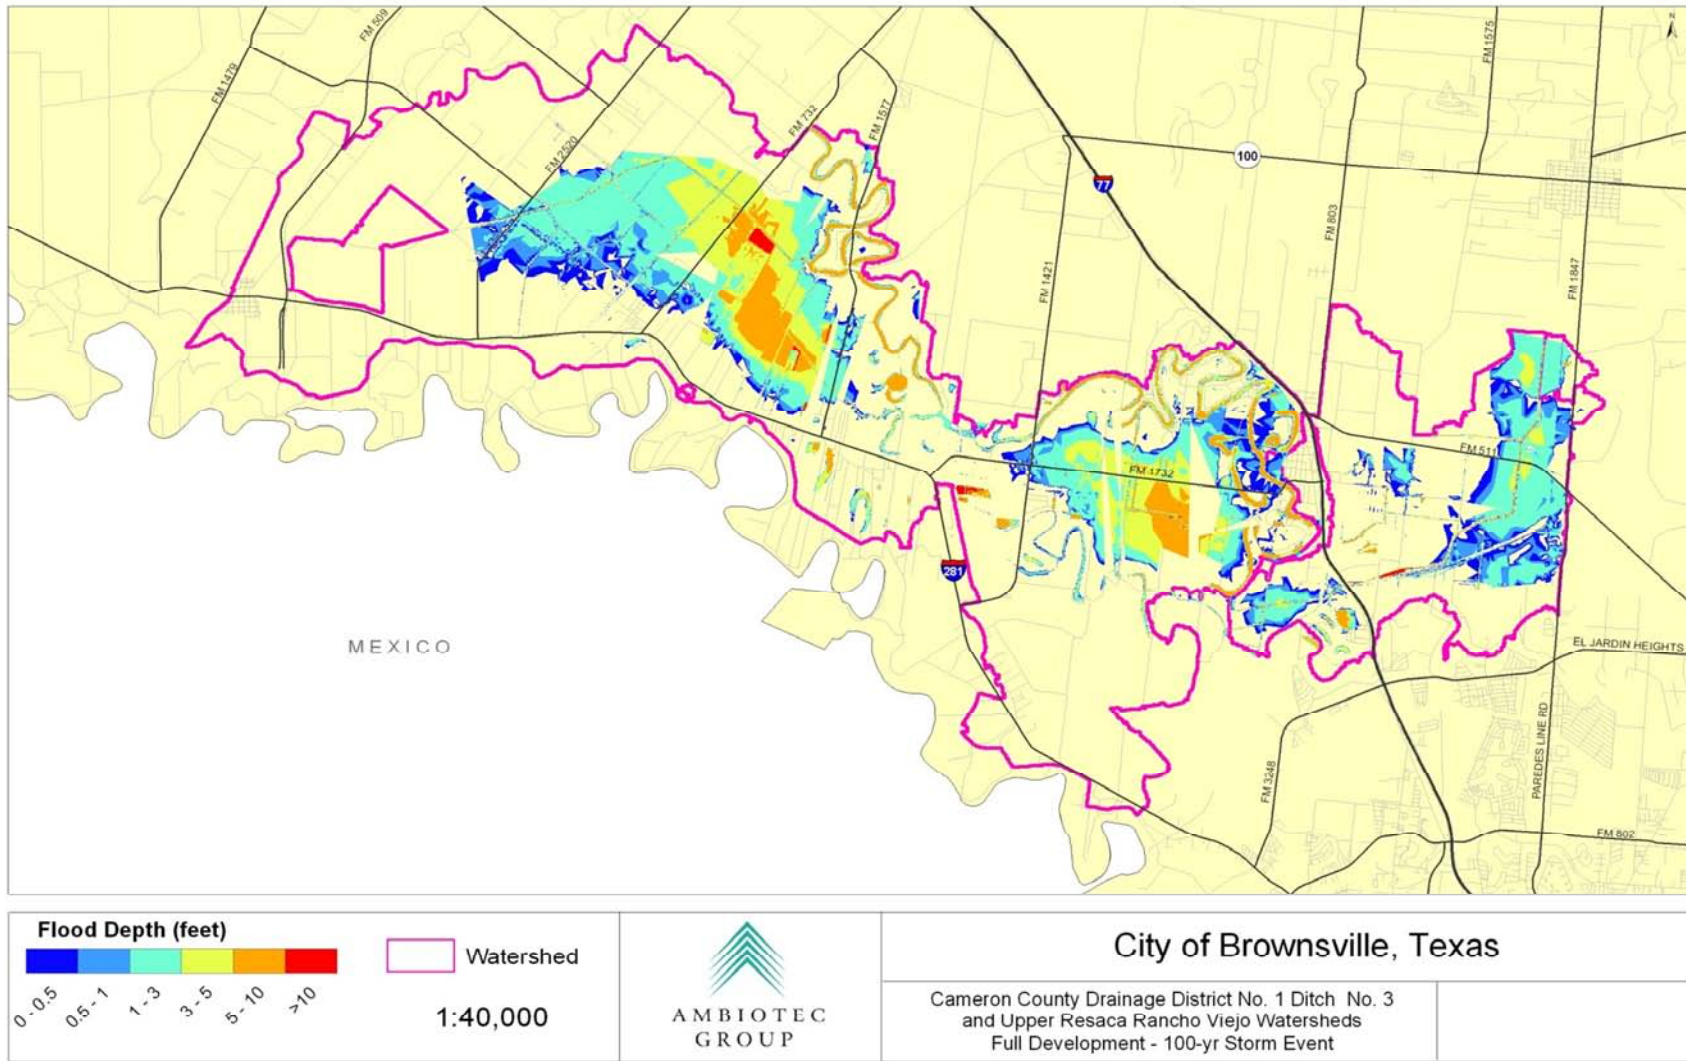 FM 509
FM 1479
FM 2520
FM 732
FM 1577
N
FM 1575
100
77
FM 803
FM 1421
FM 1847
FM 511
FM 1732
281
MEXICO
EL JARDIN HEIGHTS
PAREDES LINE RD
FM 3248
FM 802
Flood Depth (feet)
0 - 0.5
0.5 - 1
1 - 3
3 - 5
5 - 10
>10
Watershed
1:40,000
AMBIOTEC
GROUP
City of Brownsville, Texas
Cameron County Drainage District No. 1 Ditch No. 3
and Upper Resaca Rancho Viejo Watersheds
Full Development - 100-yr Storm Event